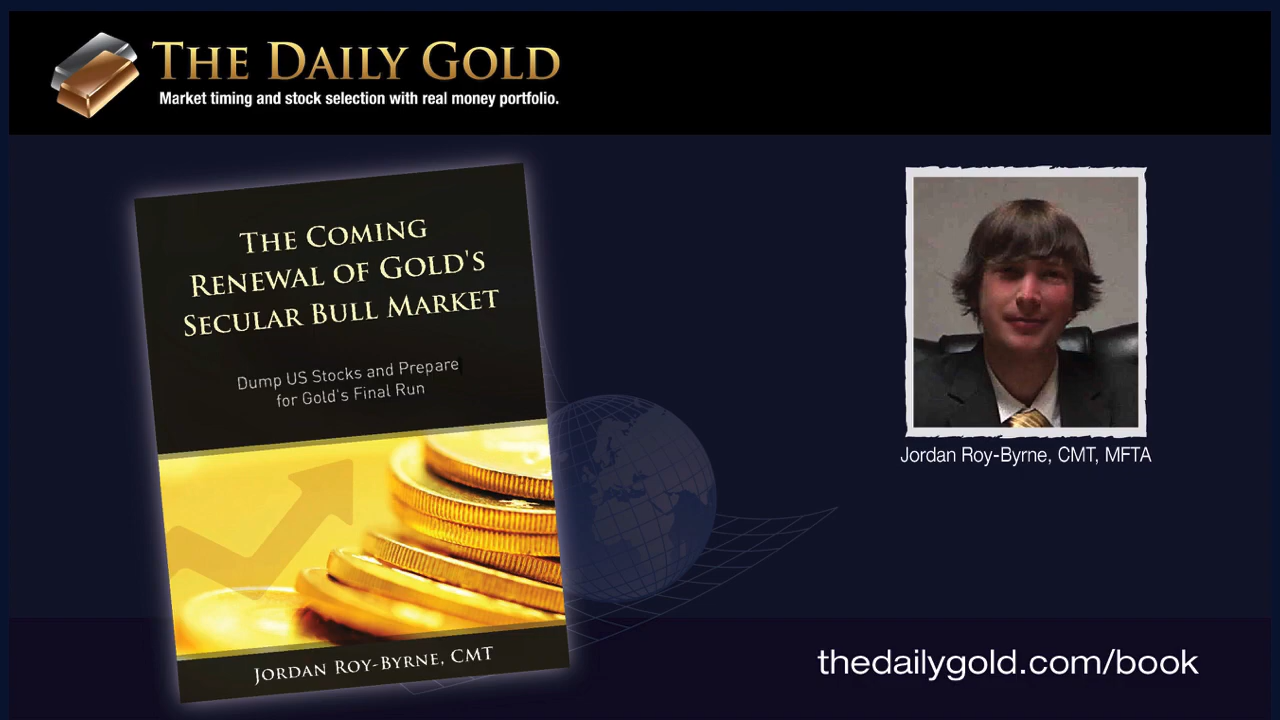 THE DAILY GOLD
Market timing and stock selection with real money portfolio.
THE COMING
RENEWAL OF GOLD'S
SECULAR BULL MARKET
Dump US Stocks and Prepare
for Gold's Final Run
JORDAN ROY-BYRNE, CMT
Jordan Roy-Byrne, CMT, MFTA
thedailygold.com/book